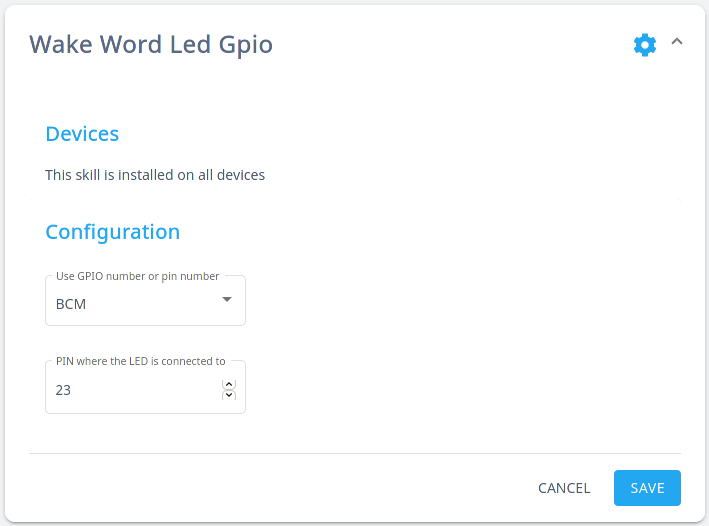 Wake Word Led Gpio
Devices
This skill is installed on all devices
Configuration
Use GPIO number or pin number
BCM
PIN where the LED is connected to
23
CANCEL
SAVE